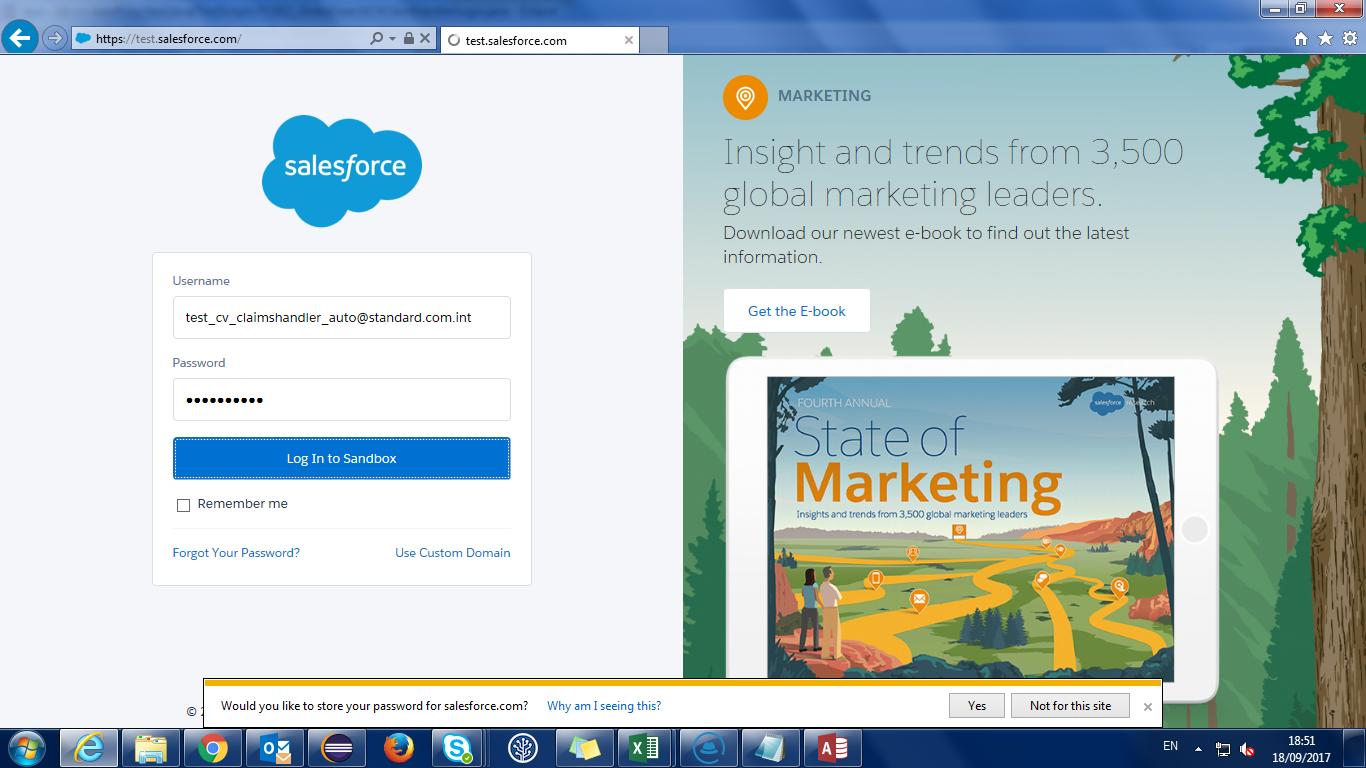 https://test.salesforce.com/
test.salesforce.com
salesforce
Username
test_cv_claimshandler_auto@standard.com.int
Password
Log In to Sandbox
Remember me
Forgot Your Password?
Use Custom Domain
MARKETING
Insight and trends from 3,500
global marketing leaders.
Download our newest e-book to find out the latest
information.
Get the E-book
FOURTH ANNUAL
salesforce research
State of
Marketing
Insights and trends from 3,500 global marketing leaders
©
Would you like to store your password for salesforce.com?
Why am I seeing this?
Yes
Not for this site
EN
18:51
18/09/2017